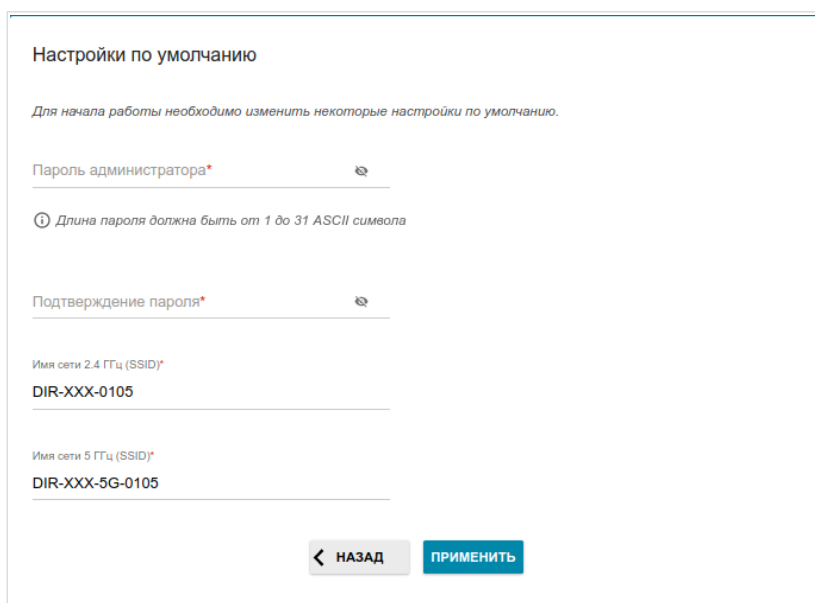 Настройки по умолчанию
Для начала работы необходимо изменить некоторые настройки по умолчанию.
Пароль администратора*
Длина пароля должна быть от 1 до 31 ASCII символа
Подтверждение пароля*
Имя сети 2.4 ГГц (SSID)*
DIR-XXX-0105
Имя сети 5 ГГц (SSID)*
DIR-XXX-5G-0105
НАЗАД ПРИМЕНИТЬ